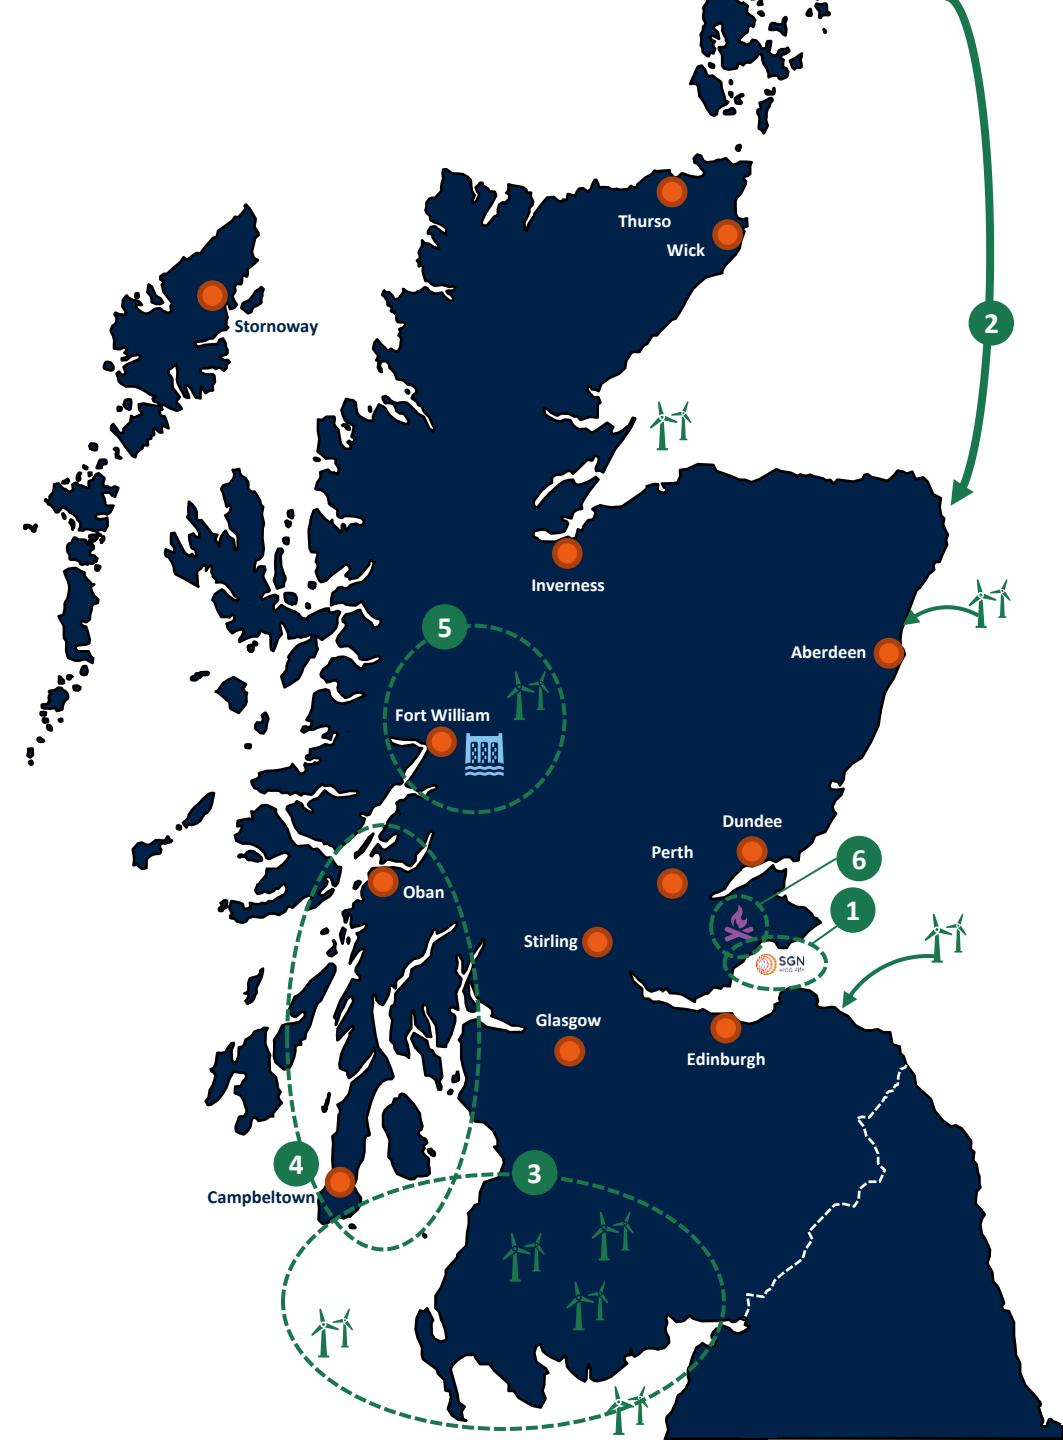 Thurso
Wick
Stornoway
2
Inverness
5
Aberdeen
Fort William
Dundee
Perth
6
Oban
1
Stirling
SGN
Glasgow
Edinburgh
4
3
Campbeltown